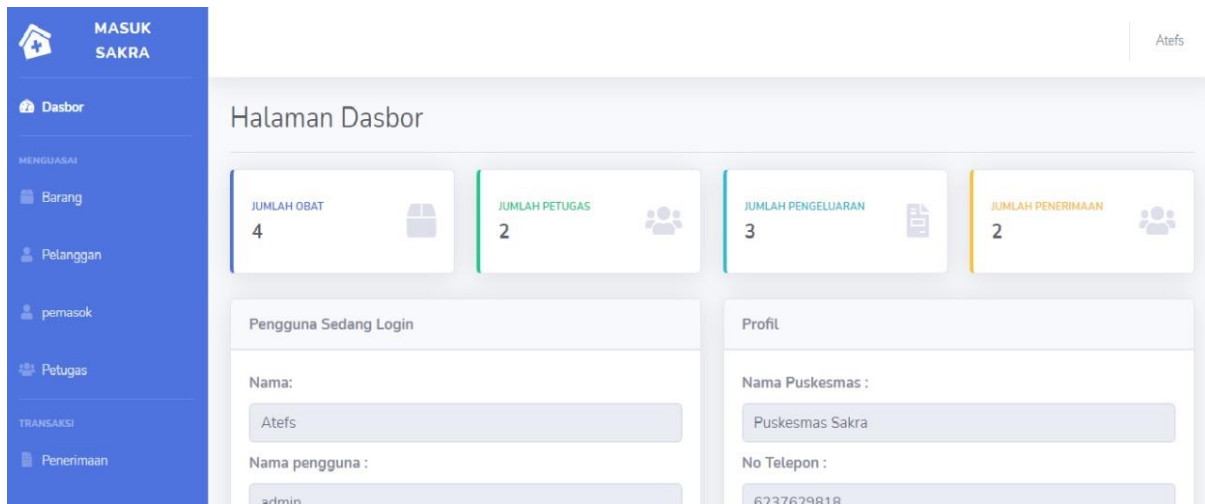 MASUK
SAKRA
Atefs
Dasbor
MENGUASAI
Barang
Pelanggan
pemasok
Petugas
TRANSAKSI
Penerimaan
Halaman Dasbor
JUMLAH OBAT
4
JUMLAH PETUGAS
2
JUMLAH PENGELUARAN
3
JUMLAH PENERIMAAN
2
Pengguna Sedang Login
Nama:
Atefs
Nama pengguna :
admin
Profil
Nama Puskesmas :
Puskesmas Sakra
No Telepon :
6237629818